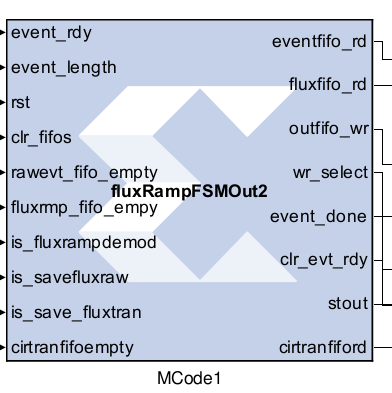 event_rdy
event_length
rst
clr_fifos
rawevt_fifo_empty
fluxrmp_fifo_empy
is_fluxrampdemod
is_savefluxraw
is_save_fluxtran
cirtranfifoempty
fluxRampFSMOut2
eventfifo_rd
fluxfifo_rd
outfifo_wr
wr_select
event_done
clr_evt_rdy
stout
cirtranfiford
MCode1